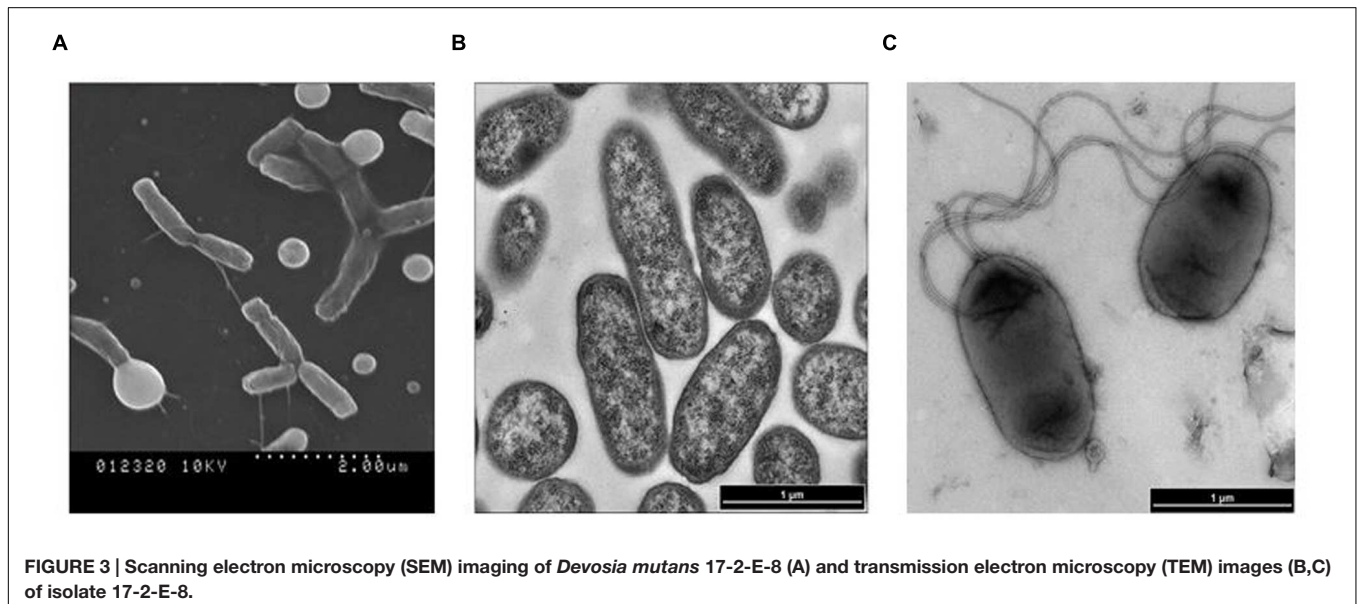 A
B
C
012320 10KV 2.00um
1 µm
1 µm
FIGURE 3 | Scanning electron microscopy (SEM) imaging of Devosia mutans 17-2-E-8 (A) and transmission electron microscopy (TEM) images (B,C)
of isolate 17-2-E-8.